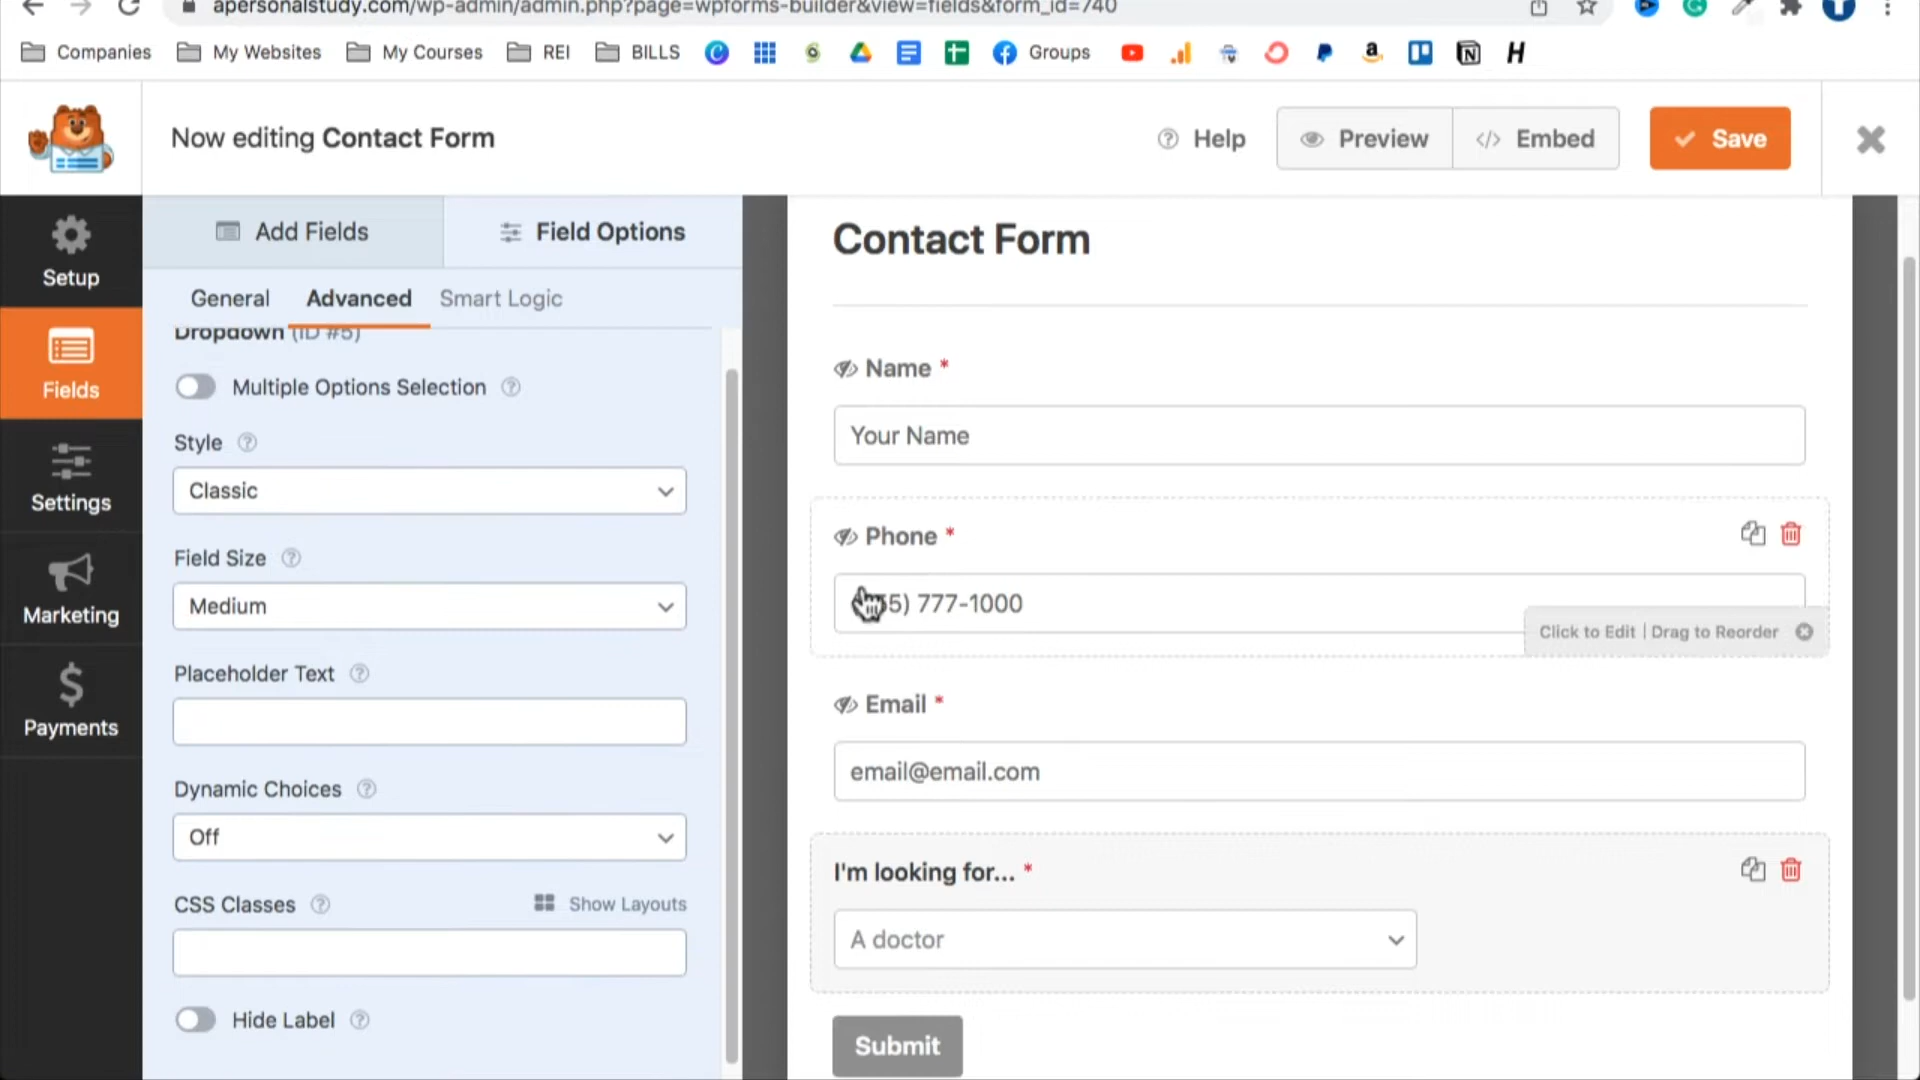 apersonalstudy.com/wp-admin/admin.php?page=wpforms-builder&view=fields&form_id=740
Companies My Websites My Courses REI BILLS Groups
Now editing Contact Form
Help Preview </> Embed Save
Add Fields Field Options
General Advanced Smart Logic
Setup
Fields
Settings
Marketing
Payments
Dropdown (ID #5)
Multiple Options Selection
Style
Classic
Field Size
Medium
Placeholder Text
Dynamic Choices
Off
CSS Classes Show Layouts
Hide Label
Contact Form
Name *
Your Name
Phone *
55) 777-1000
Click to Edit | Drag to Reorder
Email *
email@email.com
I'm looking for... *
A doctor
Submit